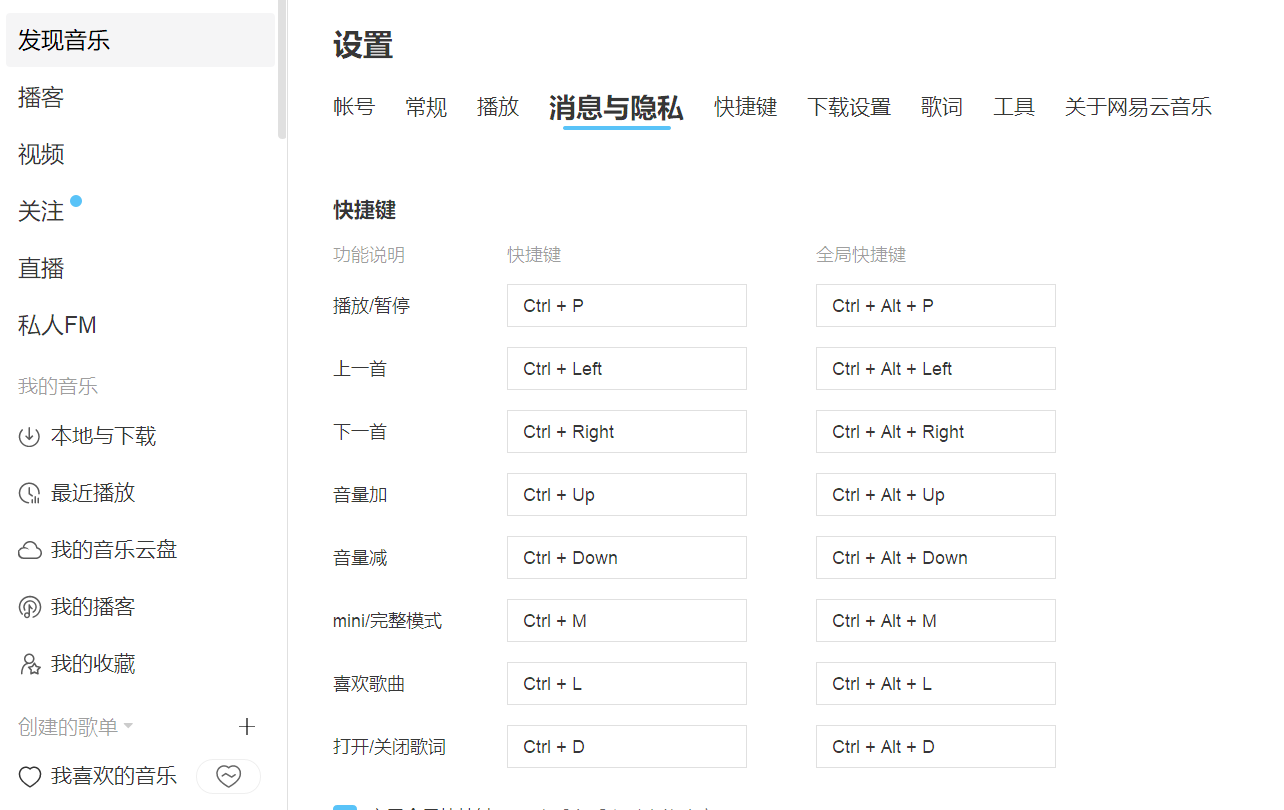 发现音乐
播客
视频
关注
直播
私人FM
我的音乐
本地与下载
最近播放
我的音乐云盘
我的播客
我的收藏
创建的歌单
我喜欢的音乐
设置
帐号 常规 播放 消息与隐私 快捷键 下载设置 歌词 工具 关于网易云音乐
快捷键
功能说明 快捷键 全局快捷键
播放/暂停 Ctrl + P Ctrl + Alt + P
上一首 Ctrl + Left Ctrl + Alt + Left
下一首 Ctrl + Right Ctrl + Alt + Right
音量加 Ctrl + Up Ctrl + Alt + Up
音量减 Ctrl + Down Ctrl + Alt + Down
mini/完整模式 Ctrl + M Ctrl + Alt + M
喜欢歌曲 Ctrl + L Ctrl + Alt + L
打开/关闭歌词 Ctrl + D Ctrl + Alt + D